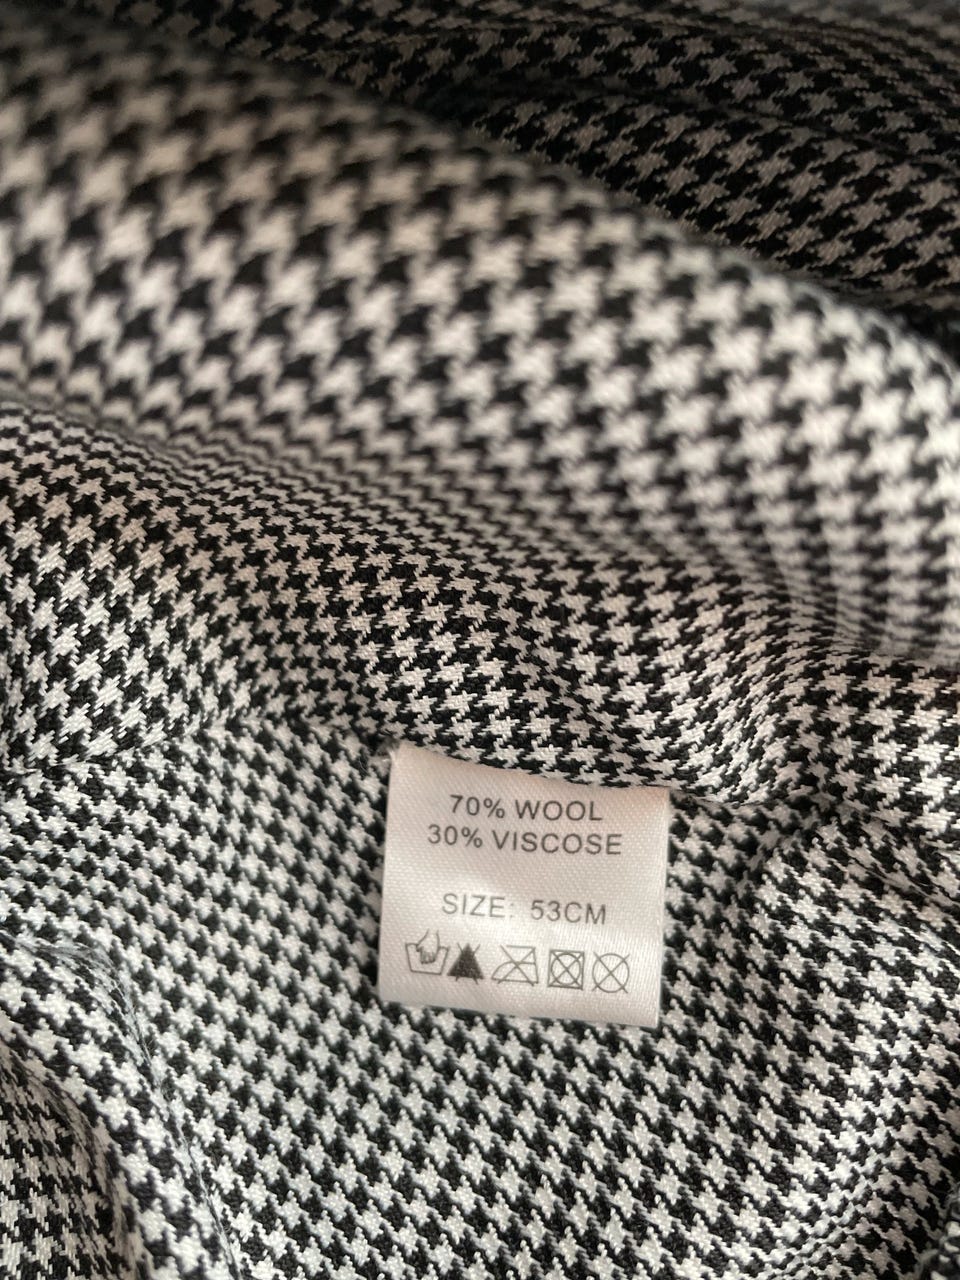 70% WOOL
30% VISCOSE
SIZE: 53CM